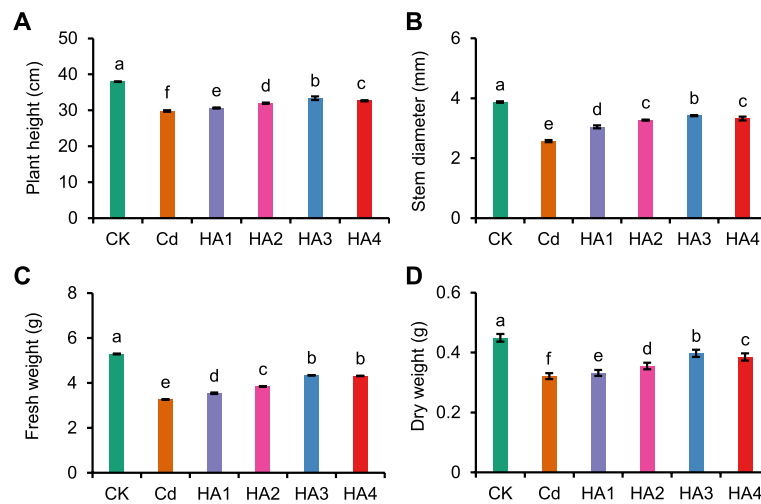 A
Plant height (cm)
50
40
30
20
10
0
a
f
e
d
b
c
CK Cd HA1 HA2 HA3 HA4
B
Stem diameter (mm)
6
4
2
0
a
e
d
c
b
c
CK Cd HA1 HA2 HA3 HA4
C
Fresh weight (g)
8
6
4
2
0
a
e
d
c
b
b
CK Cd HA1 HA2 HA3 HA4
D
Dry weight (g)
0.6
0.4
0.2
0
a
f
e
d
b
c
CK Cd HA1 HA2 HA3 HA4